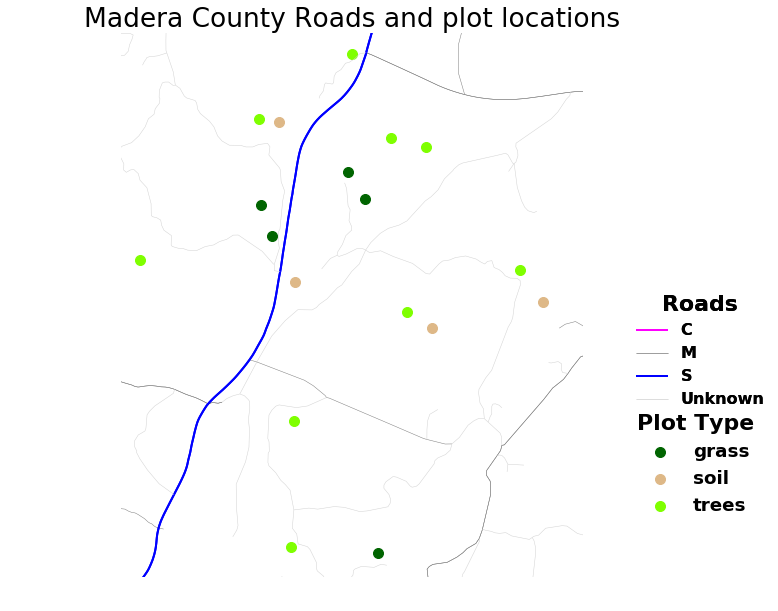 Madera County Roads and plot locations
Roads
C
M
S
Unknown
Plot Type
grass
soil
trees